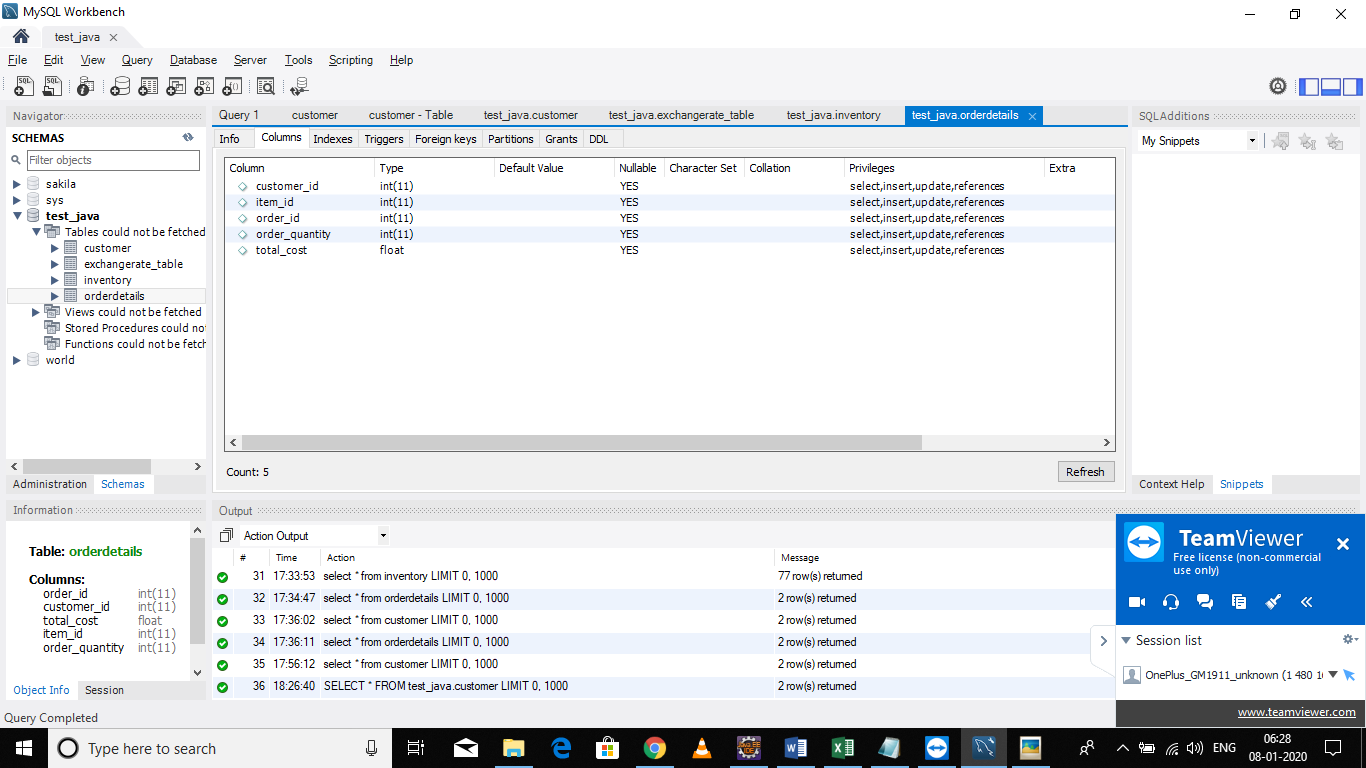 MySQL Workbench
test_java
File Edit View Query Database Server Tools Scripting Help
Navigator
SCHEMAS
Filter objects
sakila
sys
test_java
Tables could not be fetched
customer
exchangerate_table
inventory
orderdetails
Views could not be fetched
Stored Procedures could not
Functions could not be fetch
world
Administration Schemas
Information
Table: orderdetails
Columns:
order_id int(11)
customer_id int(11)
total_cost float
item_id int(11)
order_quantity int(11)
Object Info Session
Query Completed
Query 1 customer customer - Table test_java.customer test_java.exchangerate_table test_java.inventory test_java.orderdetails
Info Columns Indexes Triggers Foreign keys Partitions Grants DDL
Column Type Default Value Nullable Character Set Collation Privileges Extra
customer_id int(11) YES select,insert,update,references
item_id int(11) YES select,insert,update,references
order_id int(11) YES select,insert,update,references
order_quantity int(11) YES select,insert,update,references
total_cost float YES select,insert,update,references
Count: 5
Refresh
Output
Action Output
# Time Action Message
31 17:33:53 select * from inventory LIMIT 0, 1000 77 row(s) returned
32 17:34:47 select * from orderdetails LIMIT 0, 1000 2 row(s) returned
33 17:36:02 select * from customer LIMIT 0, 1000 2 row(s) returned
34 17:36:11 select * from orderdetails LIMIT 0, 1000 2 row(s) returned
35 17:56:12 select * from customer LIMIT 0, 1000 2 row(s) returned
36 18:26:40 SELECT * FROM test_java.customer LIMIT 0, 1000 2 row(s) returned
SQLAdditions
My Snippets
Context Help Snippets
TeamViewer
Free license (non-commercial
use only)
Session list
OnePlus_GM1911_unknown (1 480 1
www.teamviewer.com
Type here to search
ENG
06:28
08-01-2020